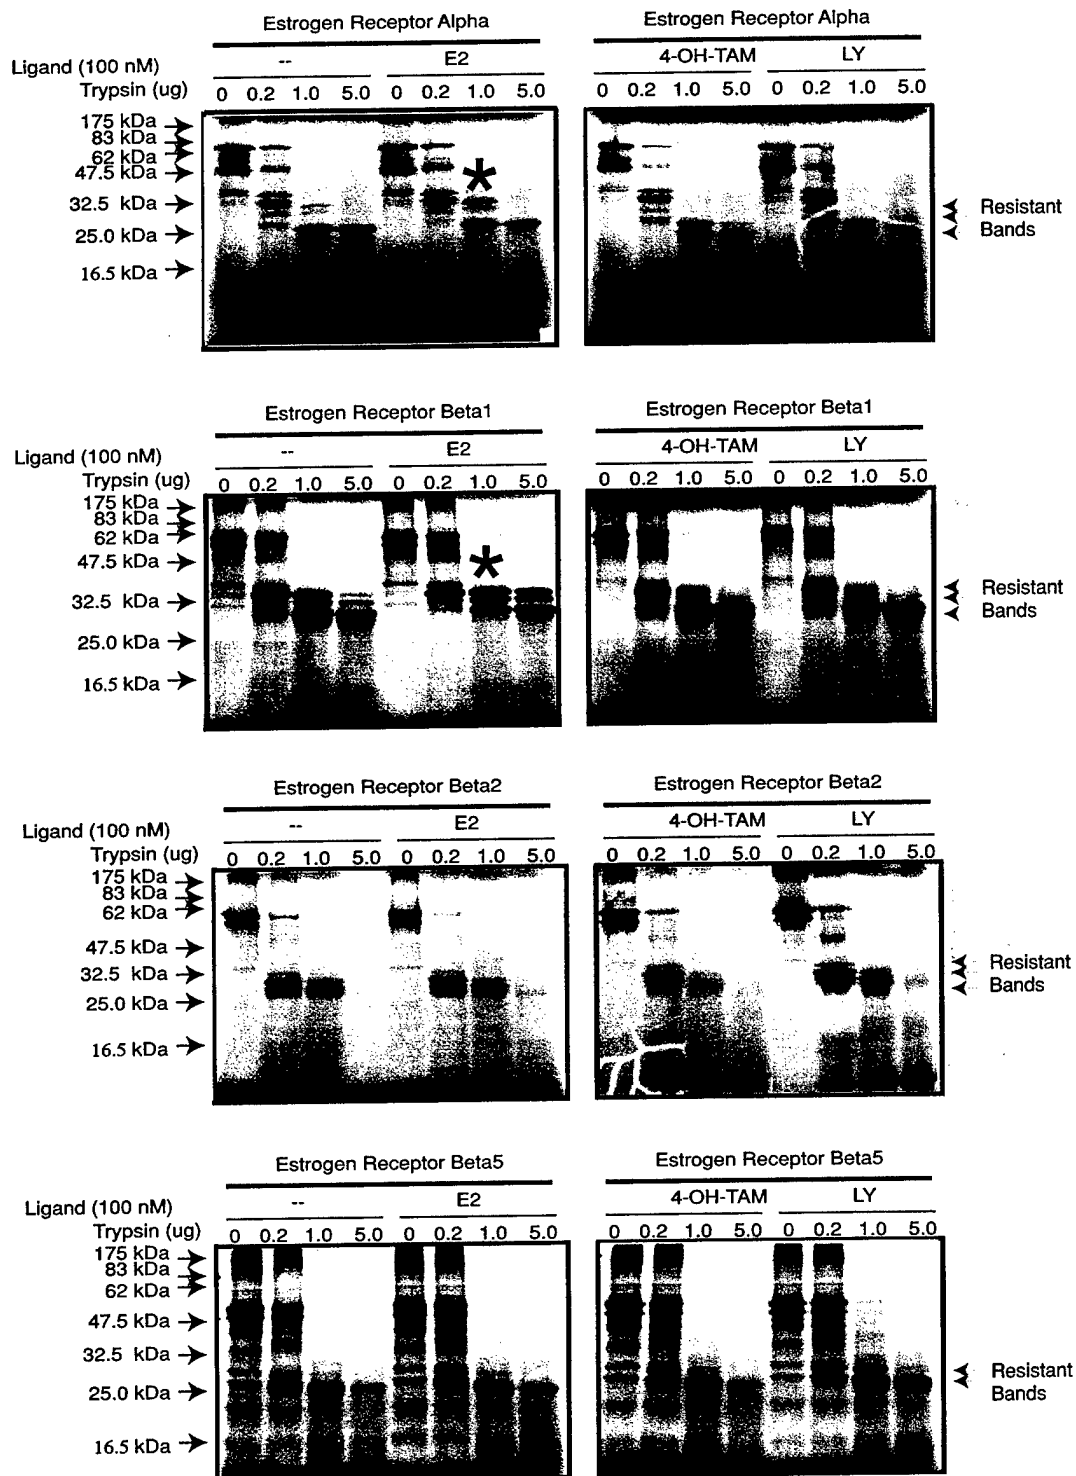 Estrogen Receptor Alpha
Estrogen Receptor Alpha
Ligand (100 nM)
--
E2
4-OH-TAM
LY
Trypsin (ug)
0 0.2 1.0 5.0 0 0.2 1.0 5.0
0 0.2 1.0 5.0 0 0.2 1.0 5.0
175 kDa
83 kDa
62 kDa
47.5 kDa
*
32.5 kDa
25.0 kDa
16.5 kDa
Resistant
Bands
Estrogen Receptor Beta1
Estrogen Receptor Beta1
Ligand (100 nM)
--
E2
4-OH-TAM
LY
Trypsin (ug)
0 0.2 1.0 5.0 0 0.2 1.0 5.0
0 0.2 1.0 5.0 0 0.2 1.0 5.0
175 kDa
83 kDa
62 kDa
47.5 kDa
*
32.5 kDa
25.0 kDa
16.5 kDa
Resistant
Bands
Estrogen Receptor Beta2
Estrogen Receptor Beta2
Ligand (100 nM)
--
E2
4-OH-TAM
LY
Trypsin (ug)
0 0.2 1.0 5.0 0 0.2 1.0 5.0
0 0.2 1.0 5.0 0 0.2 1.0 5.0
175 kDa
83 kDa
62 kDa
47.5 kDa
32.5 kDa
25.0 kDa
16.5 kDa
Resistant
Bands
Estrogen Receptor Beta5
Estrogen Receptor Beta5
Ligand (100 nM)
--
E2
4-OH-TAM
LY
Trypsin (ug)
0 0.2 1.0 5.0 0 0.2 1.0 5.0
0 0.2 1.0 5.0 0 0.2 1.0 5.0
175 kDa
83 kDa
62 kDa
47.5 kDa
32.5 kDa
25.0 kDa
16.5 kDa
Resistant
Bands